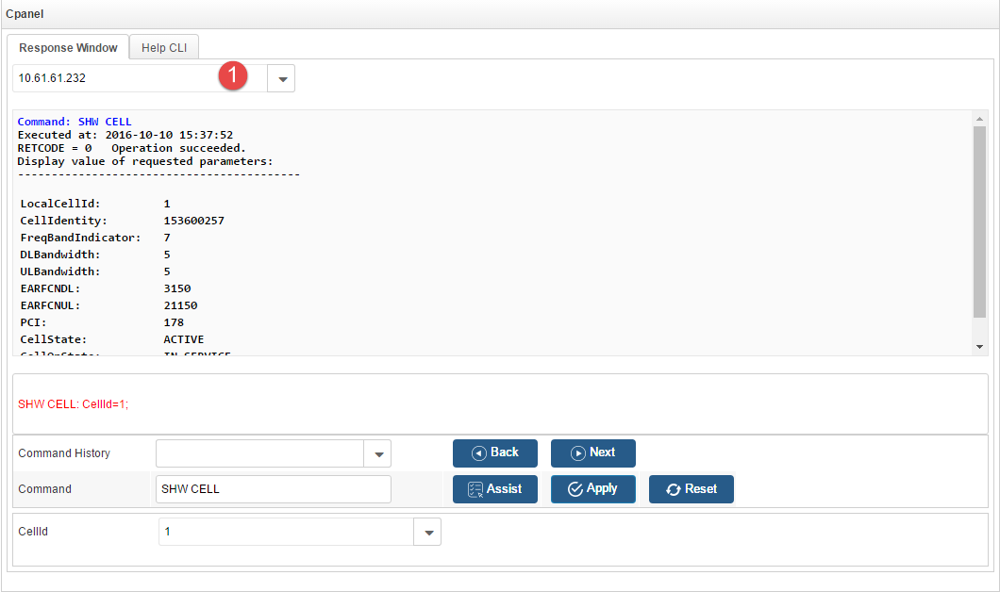 Cpanel
Response Window Help CLI
10.61.61.232 1
Command: SHW CELL
Executed at: 2016-10-10 15:37:52
RETCODE = 0 Operation succeeded.
Display value of requested parameters:
------------------------------------------
LocalCellId: 1
CellIdentity: 153600257
FreqBandIndicator: 7
DLBandwidth: 5
ULBandwidth: 5
EARFCNDL: 3150
EARFCNUL: 21150
PCI: 178
CellState: ACTIVE
CellOpState: IN SERVICE
SHW CELL: CellId=1;
Command History Back Next
Command SHW CELL Assist Apply Reset
CellId 1